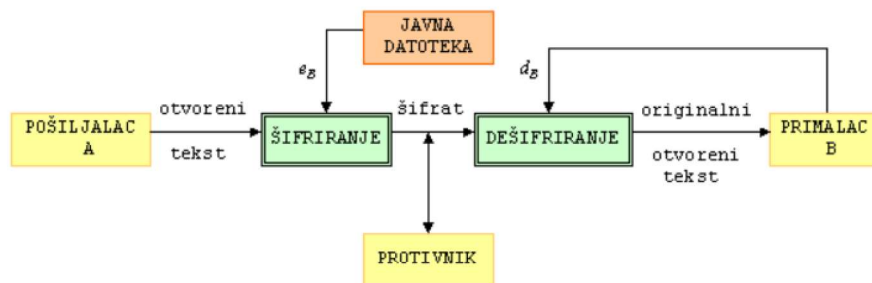 JAVNA
DATOTEKA
e_B
d_B
POŠILJALAC
A
otvoreni
tekst
ŠIFRIRANJE
šifrat
DEŠIFRIRANJE
originalni
otvoreni
tekst
PRIMALAC
B
PROTIVNIK